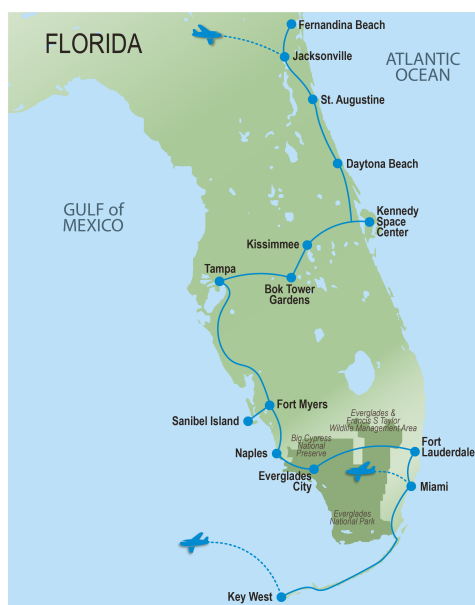 Fernandina Beach
FLORIDA
Jacksonville
ATLANTIC
OCEAN
St. Augustine
Daytona Beach
GULF of
MEXICO
Kennedy
Space
Center
Kissimmee
Tampa
Bok Tower
Gardens
Fort Myers
Sanibel Island
Everglades &
Francis S Taylor
Wildlife Management Area
Big Cypress
National
Preserve
Naples
Fort
Lauderdale
Everglades
City
Miami
Everglades
National Park
Key West